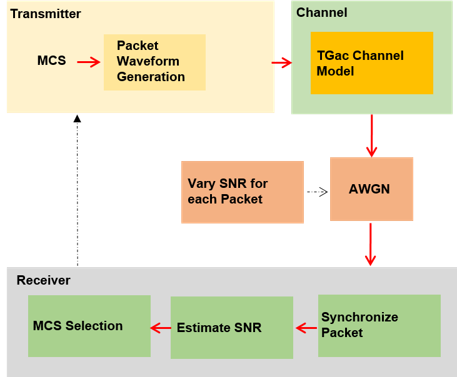 Transmitter
MCS
Packet
Waveform
Generation
Channel
TGac Channel
Model
Vary SNR for
each Packet
AWGN
Receiver
MCS Selection
Estimate SNR
Synchronize
Packet